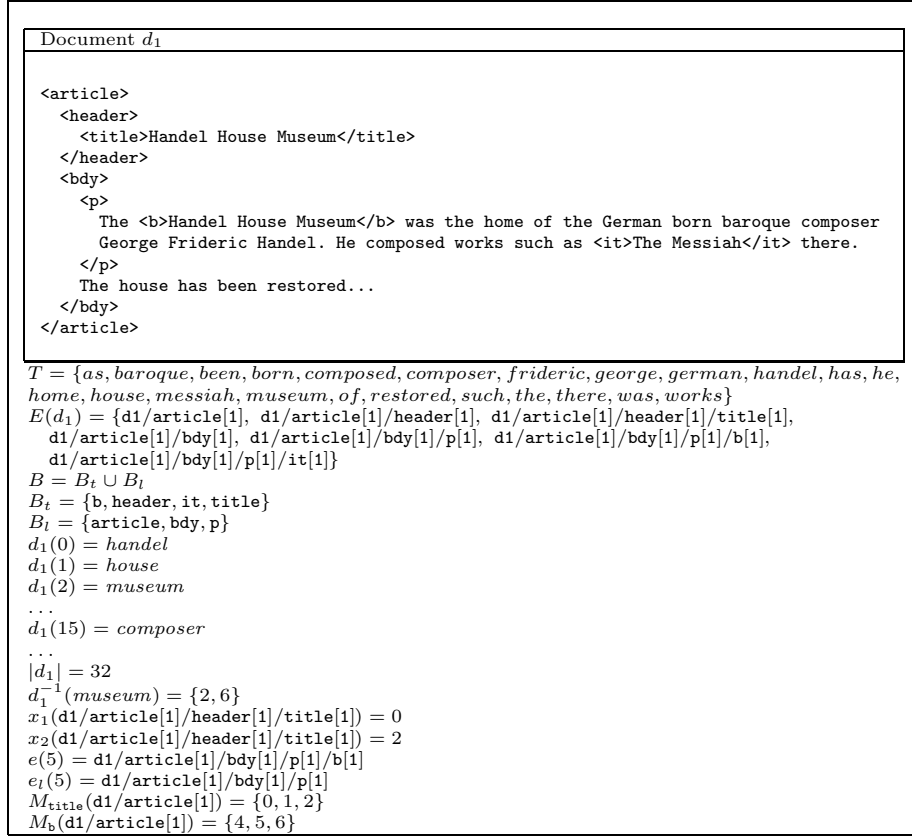 Document d₁
<article>
<header>
<title>Handel House Museum</title>
</header>
<bdy>
<p>
The <b>Handel House Museum</b> was the home of the German born baroque composer
George Frideric Handel. He composed works such as <it>The Messiah</it> there.
</p>
The house has been restored...
</bdy>
</article>
T = {as, baroque, been, born, composed, composer, frideric, george, german, handel, has, he,
home, house, messiah, museum, of, restored, such, the, there, was, works}
E(d₁) = {d1/article[1], d1/article[1]/header[1], d1/article[1]/header[1]/title[1],
d1/article[1]/bdy[1], d1/article[1]/bdy[1]/p[1], d1/article[1]/bdy[1]/p[1]/b[1],
d1/article[1]/bdy[1]/p[1]/it[1]}
B = Bₜ ∪ Bₗ
Bₜ = {b, header, it, title}
Bₗ = {article, bdy, p}
d₁(0) = handel
d₁(1) = house
d₁(2) = museum
...
d₁(15) = composer
...
|d₁| = 32
d₁⁻¹(museum) = {2, 6}
x₁(d1/article[1]/header[1]/title[1]) = 0
x₂(d1/article[1]/header[1]/title[1]) = 2
e(5) = d1/article[1]/bdy[1]/p[1]/b[1]
eₗ(5) = d1/article[1]/bdy[1]/p[1]
M_title(d1/article[1]) = {0, 1, 2}
M_b(d1/article[1]) = {4, 5, 6}